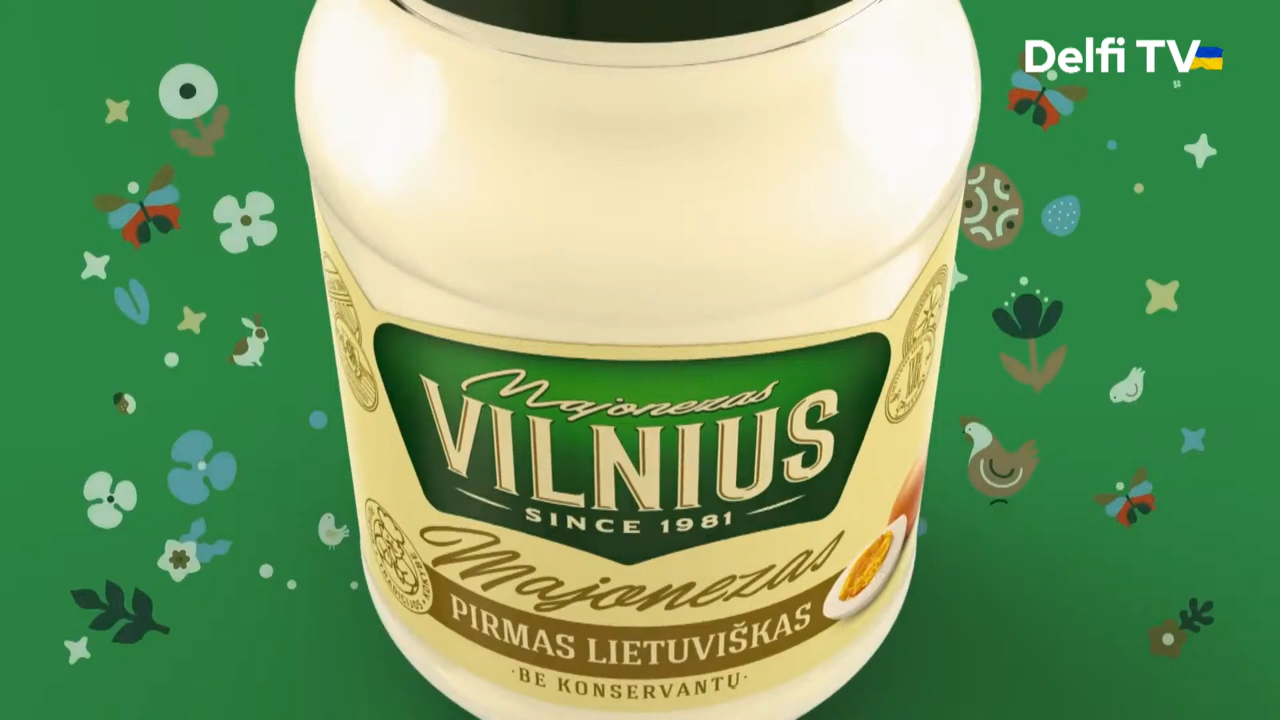 Delfi TV
Majonezas
VILNIUS
SINCE 1981
Majonezas
PIRMAS LIETUVIŠKAS
·BE KONSERVANTŲ·